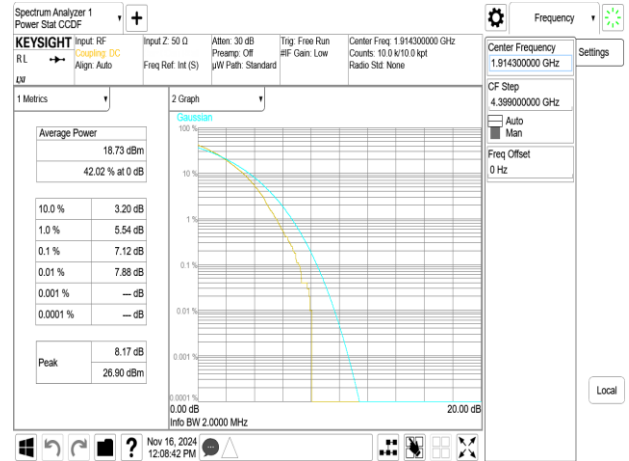 Spectrum Analyzer 1
Power Stat CCDF
+
Frequency
KEYSIGHT
RL
Input: RF
Coupling: DC
Align: Auto
Input Z: 50 Ω
Freq Ref: Int (S)
Atten: 30 dB
Preamp: Off
µW Path: Standard
Trig: Free Run
#IF Gain: Low
Center Freq: 1.914300000 GHz
Counts: 10.0 k/10.0 kpt
Radio Std: None
Center Frequency
1.914300000 GHz
Settings
CF Step
4.399000000 GHz
Auto
Man
Freq Offset
0 Hz
1 Metrics
2 Graph
Average Power
18.73 dBm
42.02 % at 0 dB
10.0 % 3.20 dB
1.0 % 5.54 dB
0.1 % 7.12 dB
0.01 % 7.88 dB
0.001 % — dB
0.0001 % — dB
Peak
8.17 dB
26.90 dBm
Gaussian
100 %
10 %
1 %
0.1 %
0.01 %
0.001 %
0.0001 %
0.00 dB 20.00 dB
Info BW 2.0000 MHz
Local
?
Nov 16, 2024
12:08:42 PM